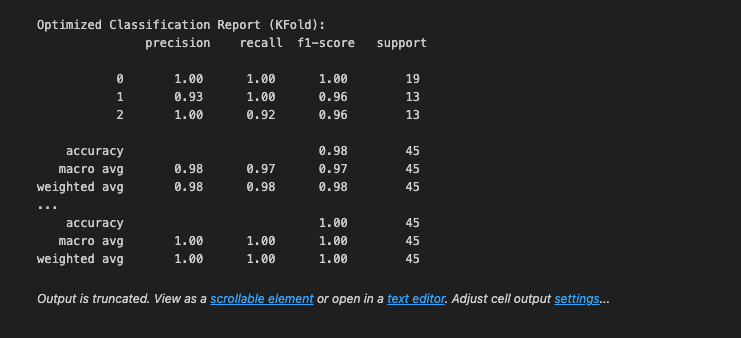 Optimized Classification Report (KFold):
precision recall f1-score support
0 1.00 1.00 1.00 19
1 0.93 1.00 0.96 13
2 1.00 0.92 0.96 13
accuracy 0.98 45
macro avg 0.98 0.97 0.97 45
weighted avg 0.98 0.98 0.98 45
...
accuracy 1.00 45
macro avg 1.00 1.00 1.00 45
weighted avg 1.00 1.00 1.00 45
Output is truncated. View as a scrollable element or open in a text editor. Adjust cell output settings...